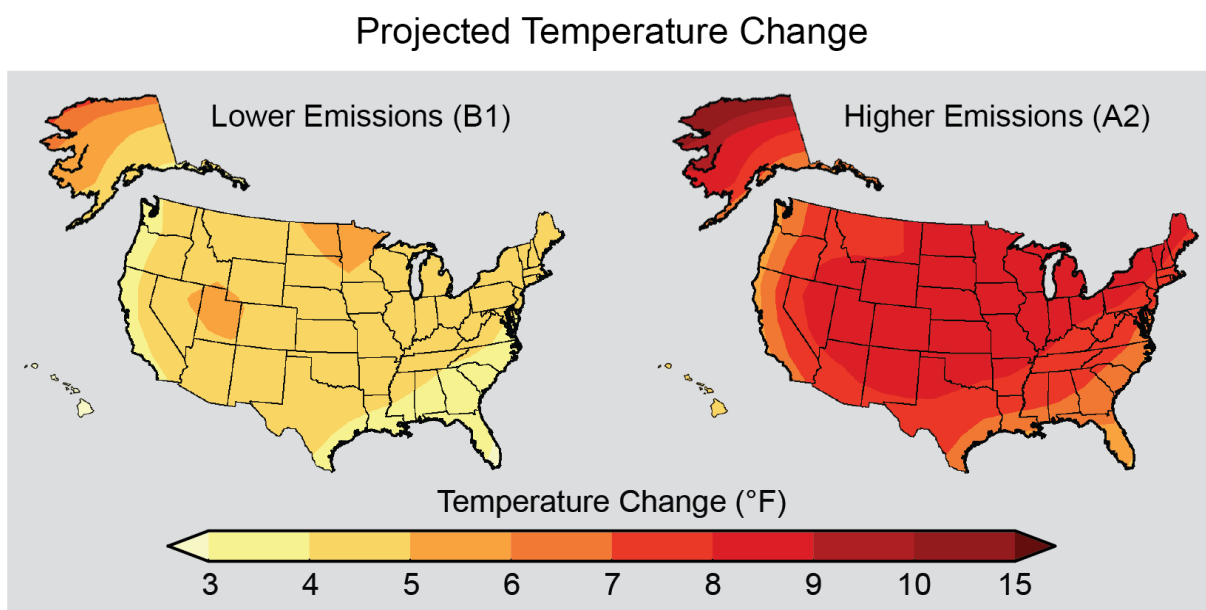 Projected Temperature Change
Lower Emissions (B1)
Higher Emissions (A2)
Temperature Change (°F)
3 4 5 6 7 8 9 10 15